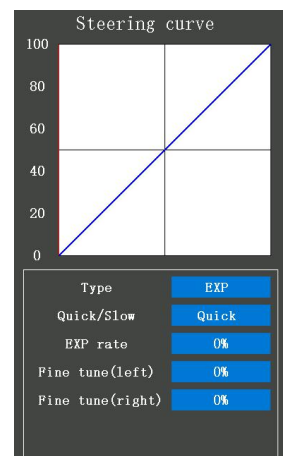 Steering curve
100
80
60
40
20
0
Type EXP
Quick/Slow Quick
EXP rate 0%
Fine tune(left) 0%
Fine tune(right) 0%